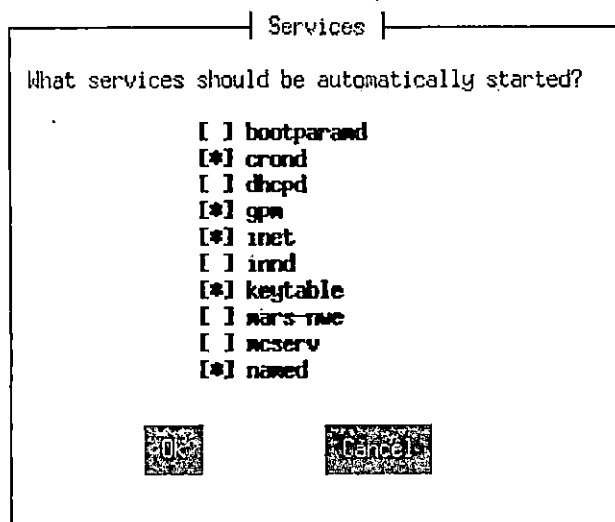 Services
What services should be automatically started?
[ ] bootparamd
[*] crond
[ ] dhcpd
[*] gpm
[*] inet
[ ] innd
[*] keytable
[ ] mars-nwe
[ ] mcserv
[*] named
Ok Cancel